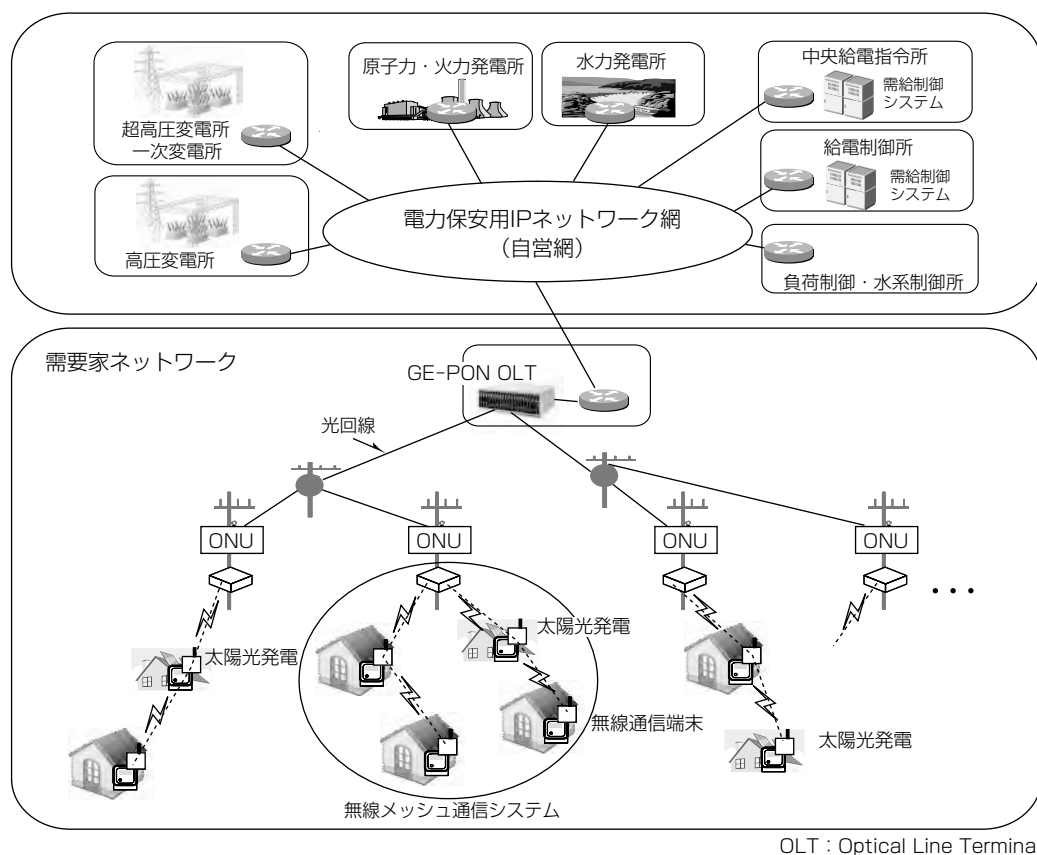 超高圧変電所
一次変電所
原子力・火力発電所
水力発電所
中央給電指令所
需給制御
システム
給電制御所
需給制御
システム
高圧変電所
電力保安用IPネットワーク網
（自営網）
負荷制御・水系制御所
需要家ネットワーク
GE-PON OLT
光回線
ONU
ONU
ONU
ONU
太陽光発電
太陽光発電
無線通信端末
太陽光発電
無線メッシュ通信システム
OLT：Optical Line Termina